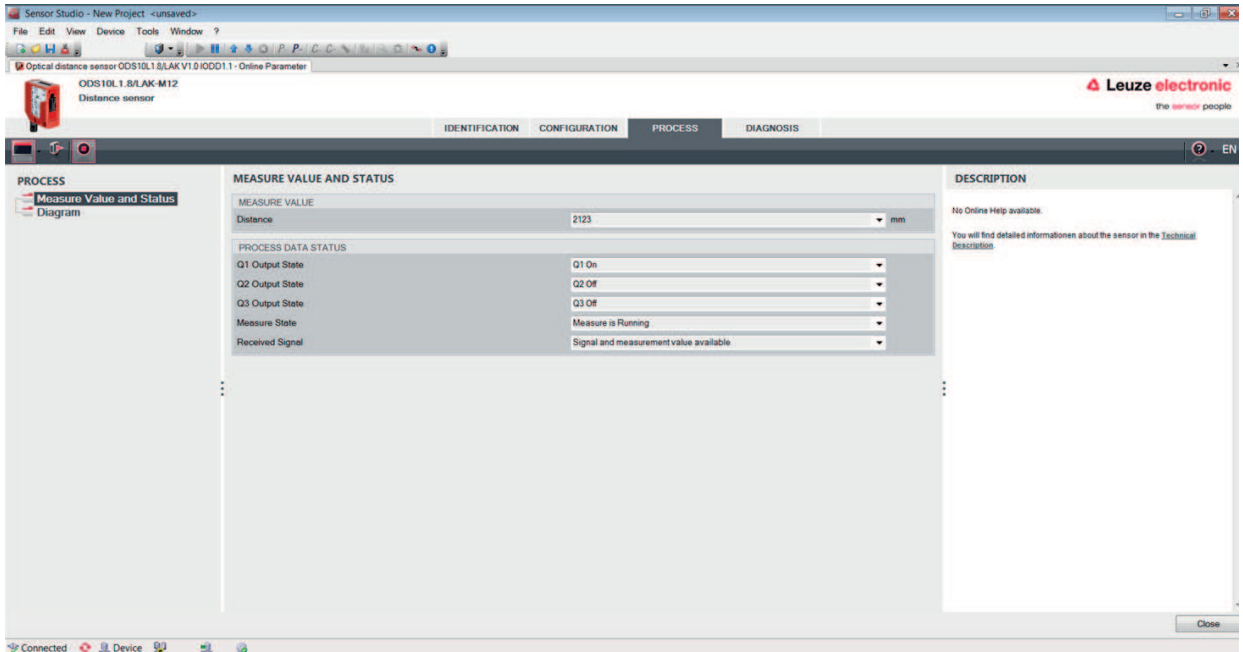 Sensor Studio - New Project <unsaved>
File Edit View Device Tools Window ?
Optical distance sensor ODS10L1.8/LAK V1.0 IODD1.1 - Online Parameter
ODS10L1.8/LAK-M12
Distance sensor
Leuze electronic
the sensor people
IDENTIFICATION CONFIGURATION PROCESS DIAGNOSIS
EN
PROCESS
Measure Value and Status
Diagram
MEASURE VALUE AND STATUS
MEASURE VALUE
Distance 2123 mm
PROCESS DATA STATUS
Q1 Output State Q1 On
Q2 Output State Q2 Off
Q3 Output State Q3 Off
Measure State Measure is Running
Received Signal Signal and measurement value available
DESCRIPTION
No Online Help available.
You will find detailed informationen about the sensor in the Technical
Description.
Close
Connected Device